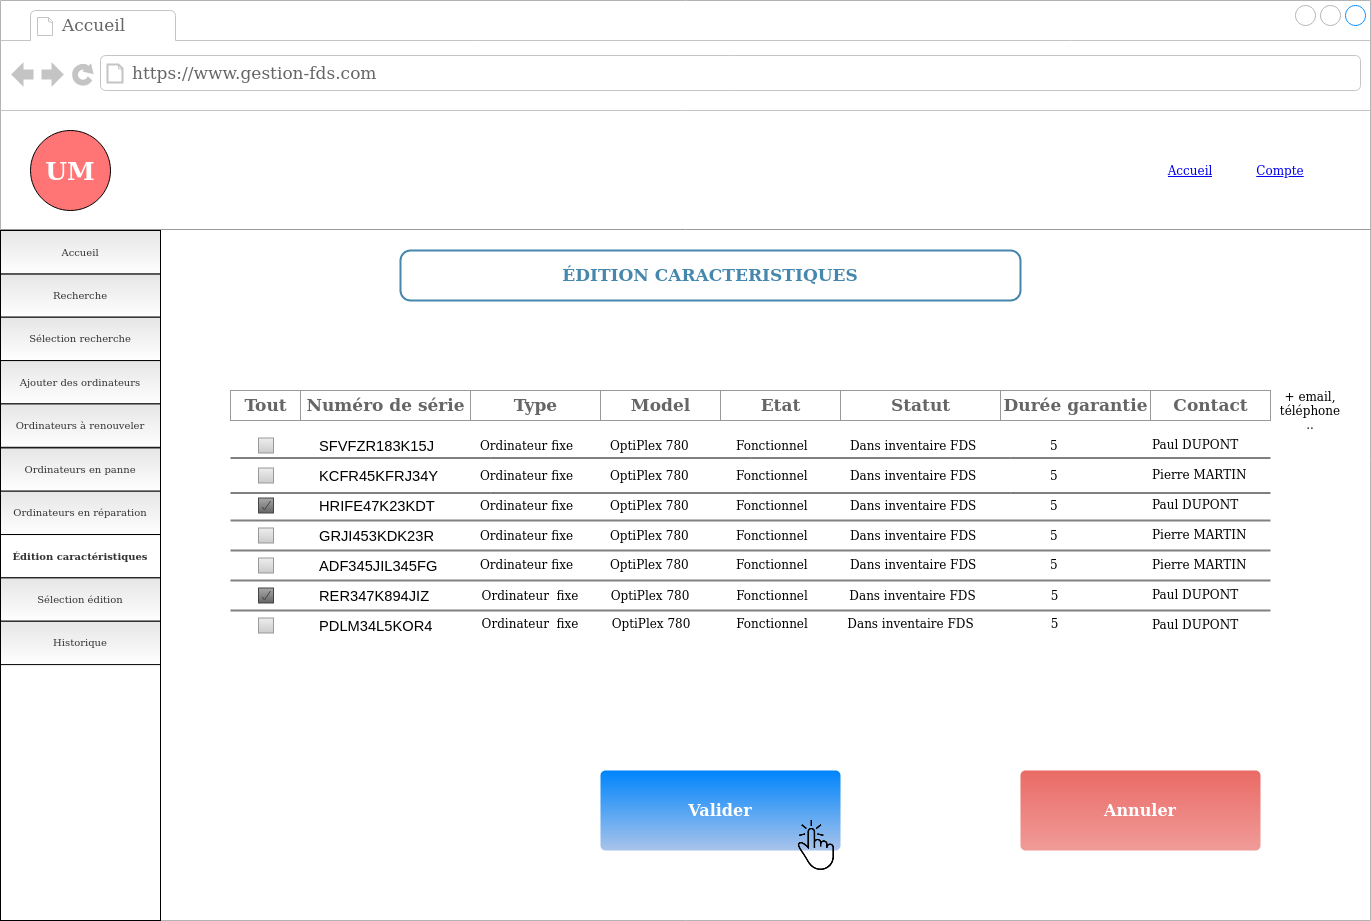 Accueil
https://www.gestion-fds.com
UM
Accueil Compte
Accueil
Recherche
Sélection recherche
Ajouter des ordinateurs
Ordinateurs à renouveler
Ordinateurs en panne
Ordinateurs en réparation
Édition caractéristiques
Sélection édition
Historique
ÉDITION CARACTERISTIQUES
Tout Numéro de série Type Model Etat Statut Durée garantie Contact
+ email,
téléphone
..
SFVFZR183K15J Ordinateur fixe OptiPlex 780 Fonctionnel Dans inventaire FDS 5 Paul DUPONT
KCFR45KFRJ34Y Ordinateur fixe OptiPlex 780 Fonctionnel Dans inventaire FDS 5 Pierre MARTIN
HRIFE47K23KDT Ordinateur fixe OptiPlex 780 Fonctionnel Dans inventaire FDS 5 Paul DUPONT
GRJI453KDK23R Ordinateur fixe OptiPlex 780 Fonctionnel Dans inventaire FDS 5 Pierre MARTIN
ADF345JIL345FG Ordinateur fixe OptiPlex 780 Fonctionnel Dans inventaire FDS 5 Pierre MARTIN
RER347K894JIZ Ordinateur fixe OptiPlex 780 Fonctionnel Dans inventaire FDS 5 Paul DUPONT
PDLM34L5KOR4 Ordinateur fixe OptiPlex 780 Fonctionnel Dans inventaire FDS 5 Paul DUPONT
Valider Annuler